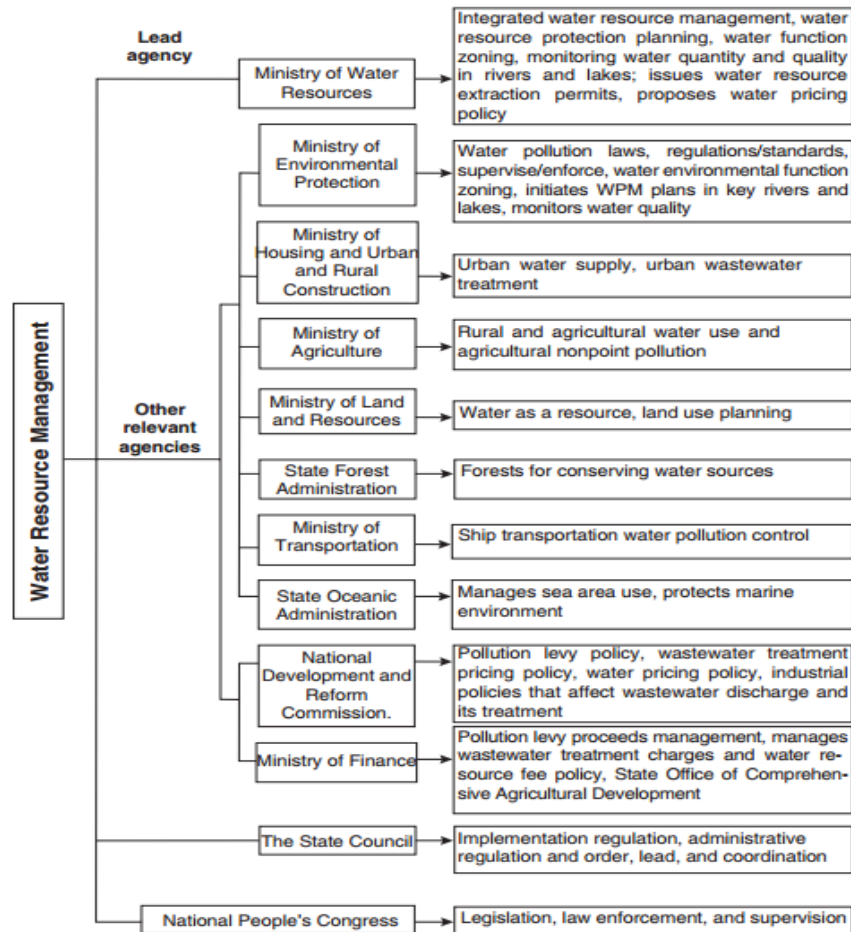 Water Resource Management
Lead
agency
Ministry of Water
Resources
Integrated water resource management, water
resource protection planning, water function
zoning, monitoring water quantity and quality
in rivers and lakes; issues water resource
extraction permits, proposes water pricing
policy
Other
relevant
agencies
Ministry of
Environmental
Protection
Water pollution laws, regulations/standards,
supervise/enforce, water environmental function
zoning, initiates WPM plans in key rivers and
lakes, monitors water quality
Ministry of
Housing and Urban
and Rural
Construction
Urban water supply, urban wastewater
treatment
Ministry of
Agriculture
Rural and agricultural water use and
agricultural nonpoint pollution
Ministry of Land
and Resources
Water as a resource, land use planning
State Forest
Administration
Forests for conserving water sources
Ministry of
Transportation
Ship transportation water pollution control
State Oceanic
Administration
Manages sea area use, protects marine
environment
National
Development and
Reform
Commission.
Pollution levy policy, wastewater treatment
pricing policy, water pricing policy, industrial
policies that affect wastewater discharge and
its treatment
Ministry of Finance
Pollution levy proceeds management, manages
wastewater treatment charges and water re-
source fee policy, State Office of Comprehen-
sive Agricultural Development
The State Council
Implementation regulation, administrative
regulation and order, lead, and coordination
National People's Congress
Legislation, law enforcement, and supervision